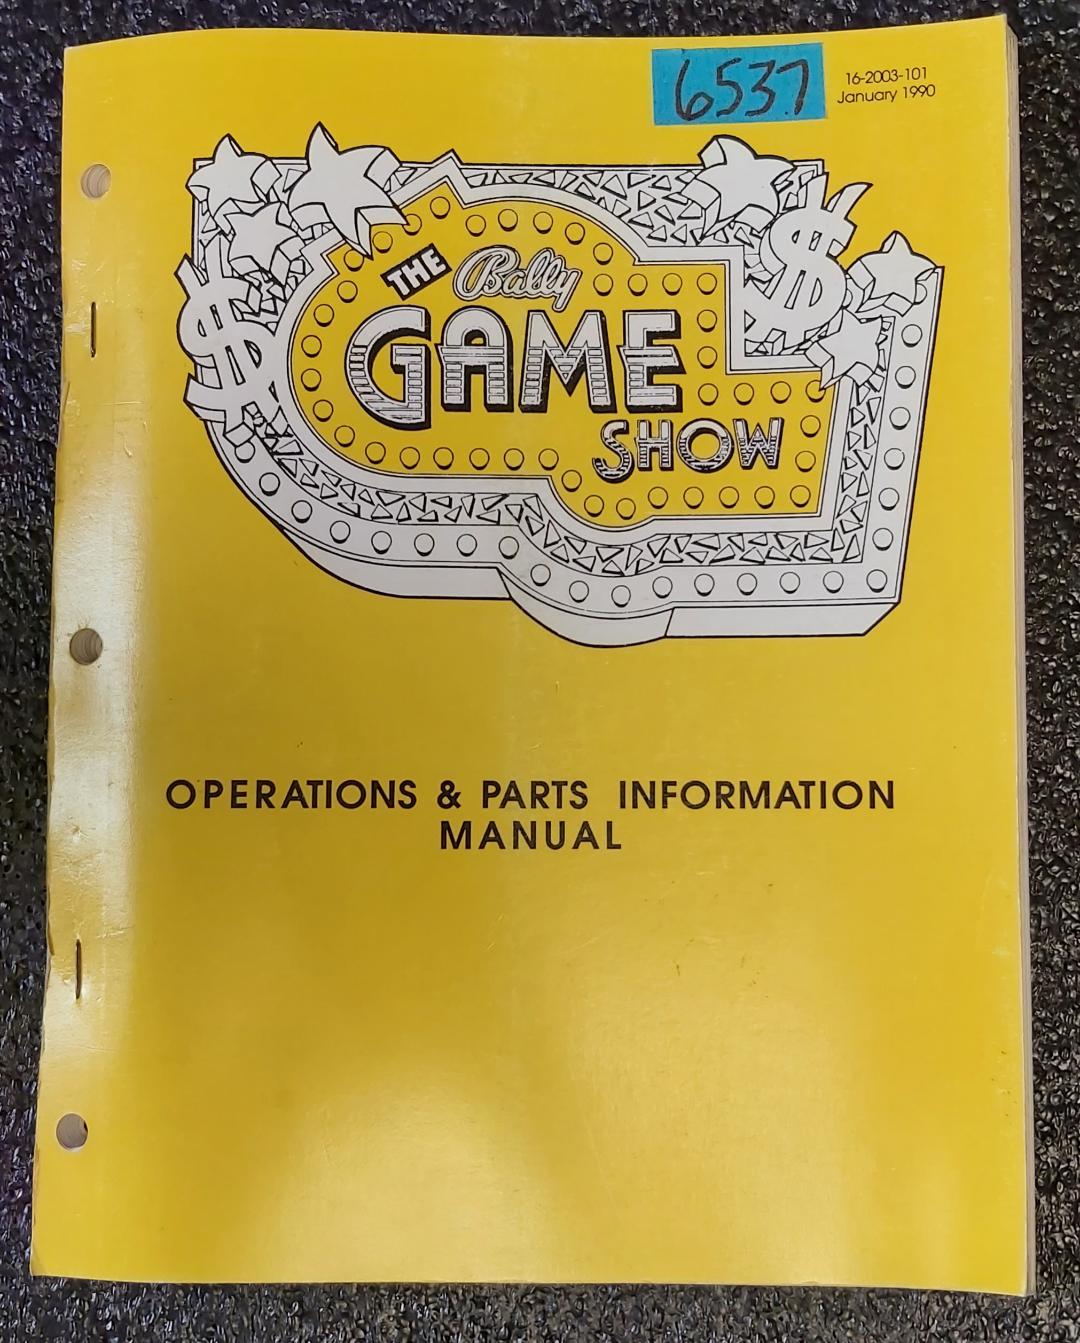 6537
16-2003-101
January 1990
THE Bally
GAME
SHOW
OPERATIONS & PARTS INFORMATION
MANUAL